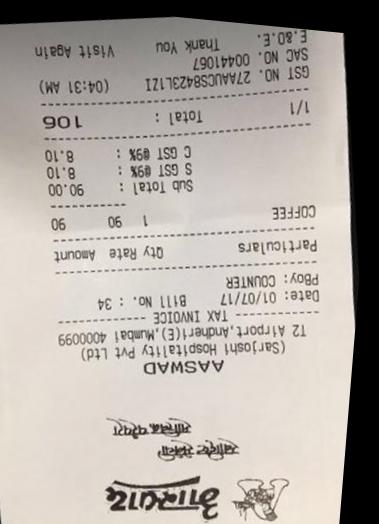 आस्वाद
AASWAD
(Sarjoshi Hospitality Pvt Ltd)
T2 Airport,Andheri(E),Mumbai 4000099
TAX INVOICE
Date: 01/07/17 Bill No. : 34
PBoy: COUNTER
Particulars Qty Rate Amount
COFFEE 1 90 90
Sub Total : 90.00
S GST @9% : 8.10
C GST @9% : 8.10
1/1 Total : 106
GST NO. 27AAUCS8423L1ZI (04:31 AM)
SAC NO. 00441067
E.&O.E. Thank You Visit Again